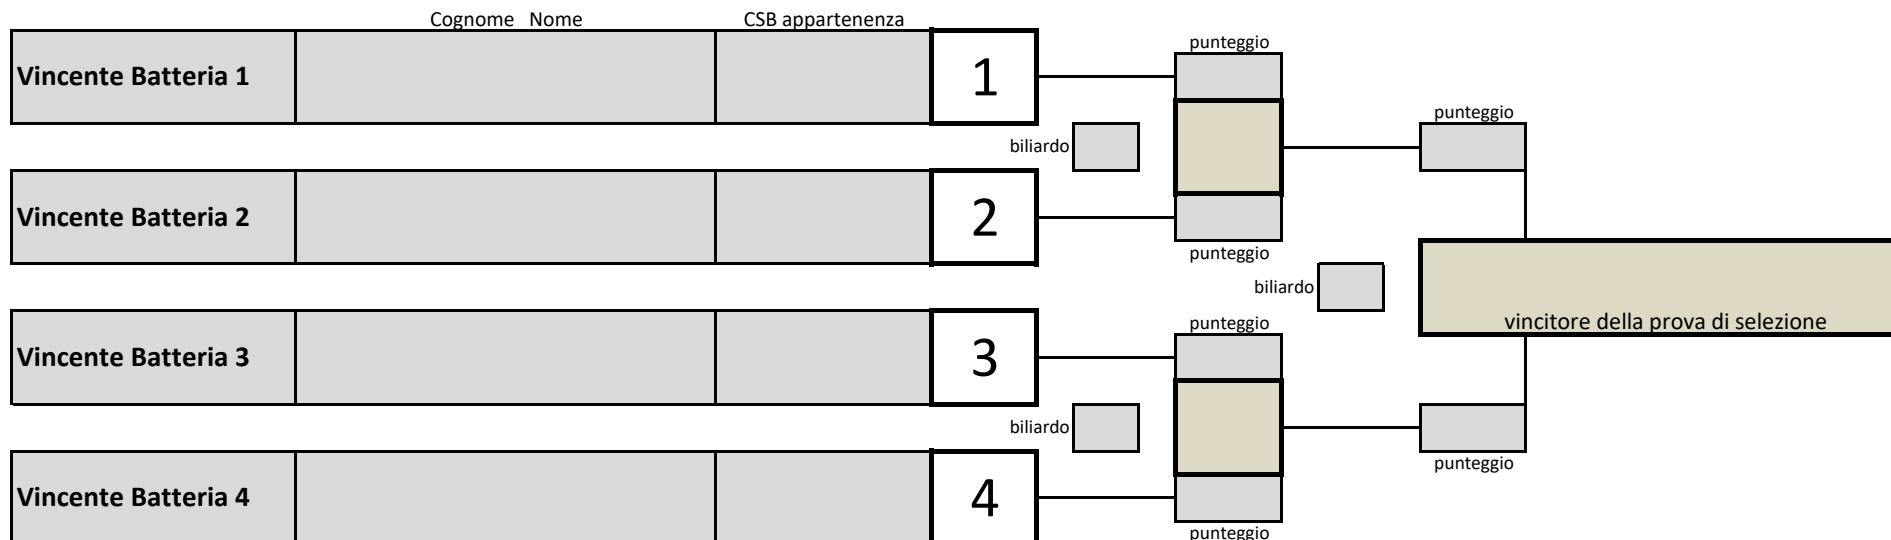 Cognome Nome CSB appartenenza
punteggio
Vincente Batteria 1 1
punteggio
biliardo
Vincente Batteria 2 2
punteggio
biliardo
vincitore della prova di selezione
punteggio
Vincente Batteria 3 3
biliardo
punteggio
Vincente Batteria 4 4
punteggio